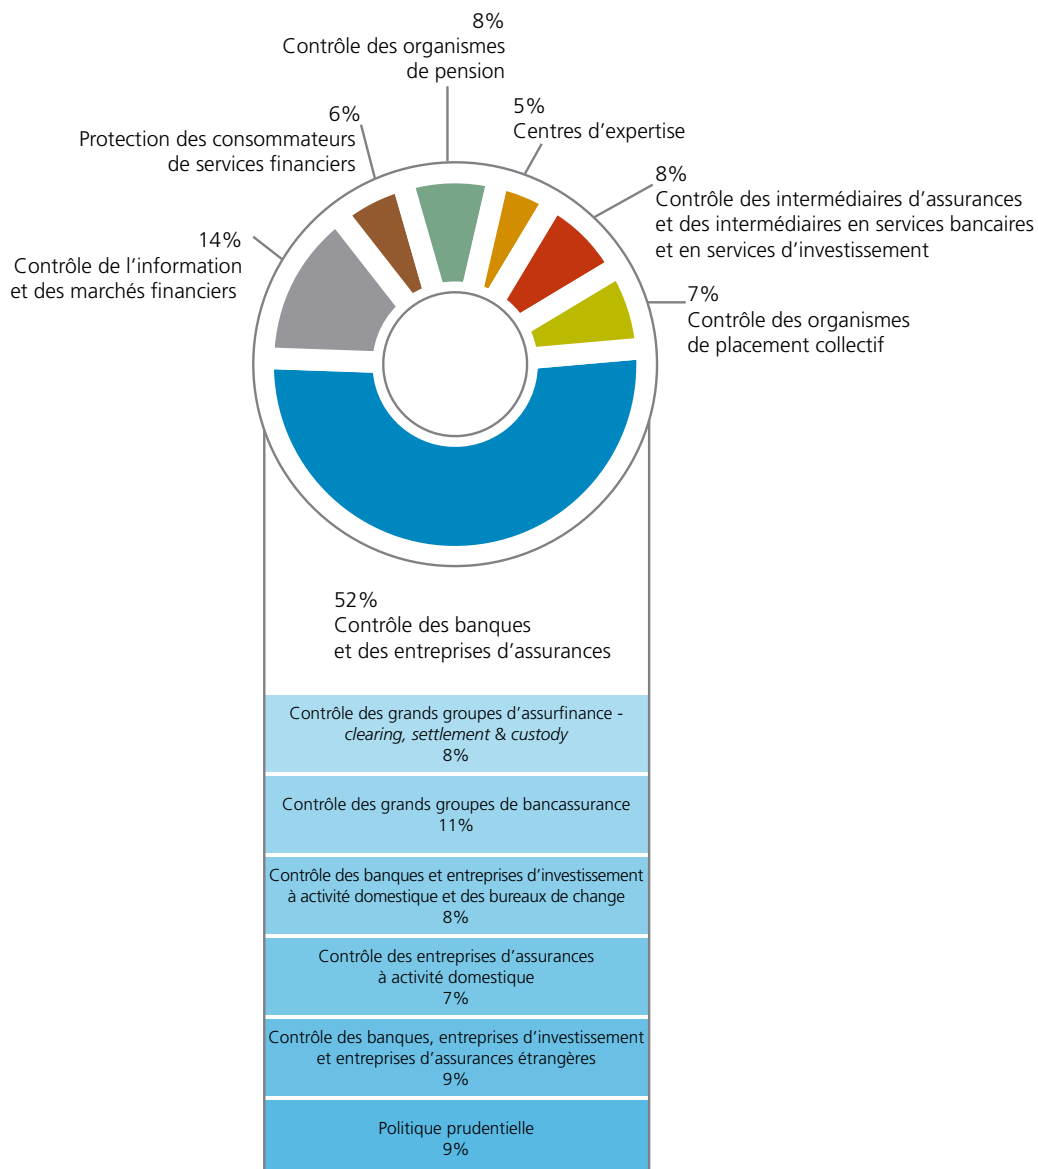 8%
Contrôle des organismes
de pension
6%
Protection des consommateurs
de services financiers
5%
Centres d'expertise
8%
Contrôle des intermédiaires d'assurances
et des intermédiaires en services bancaires
et en services d'investissement
14%
Contrôle de l'information
et des marchés financiers
7%
Contrôle des organismes
de placement collectif
52%
Contrôle des banques
et des entreprises d'assurances
Contrôle des grands groupes d'assurfinance -
clearing, settlement & custody
8%
Contrôle des grands groupes de bancassurance
11%
Contrôle des banques et entreprises d'investissement
à activité domestique et des bureaux de change
8%
Contrôle des entreprises d'assurances
à activité domestique
7%
Contrôle des banques, entreprises d'investissement
et entreprises d'assurances étrangères
9%
Politique prudentielle
9%